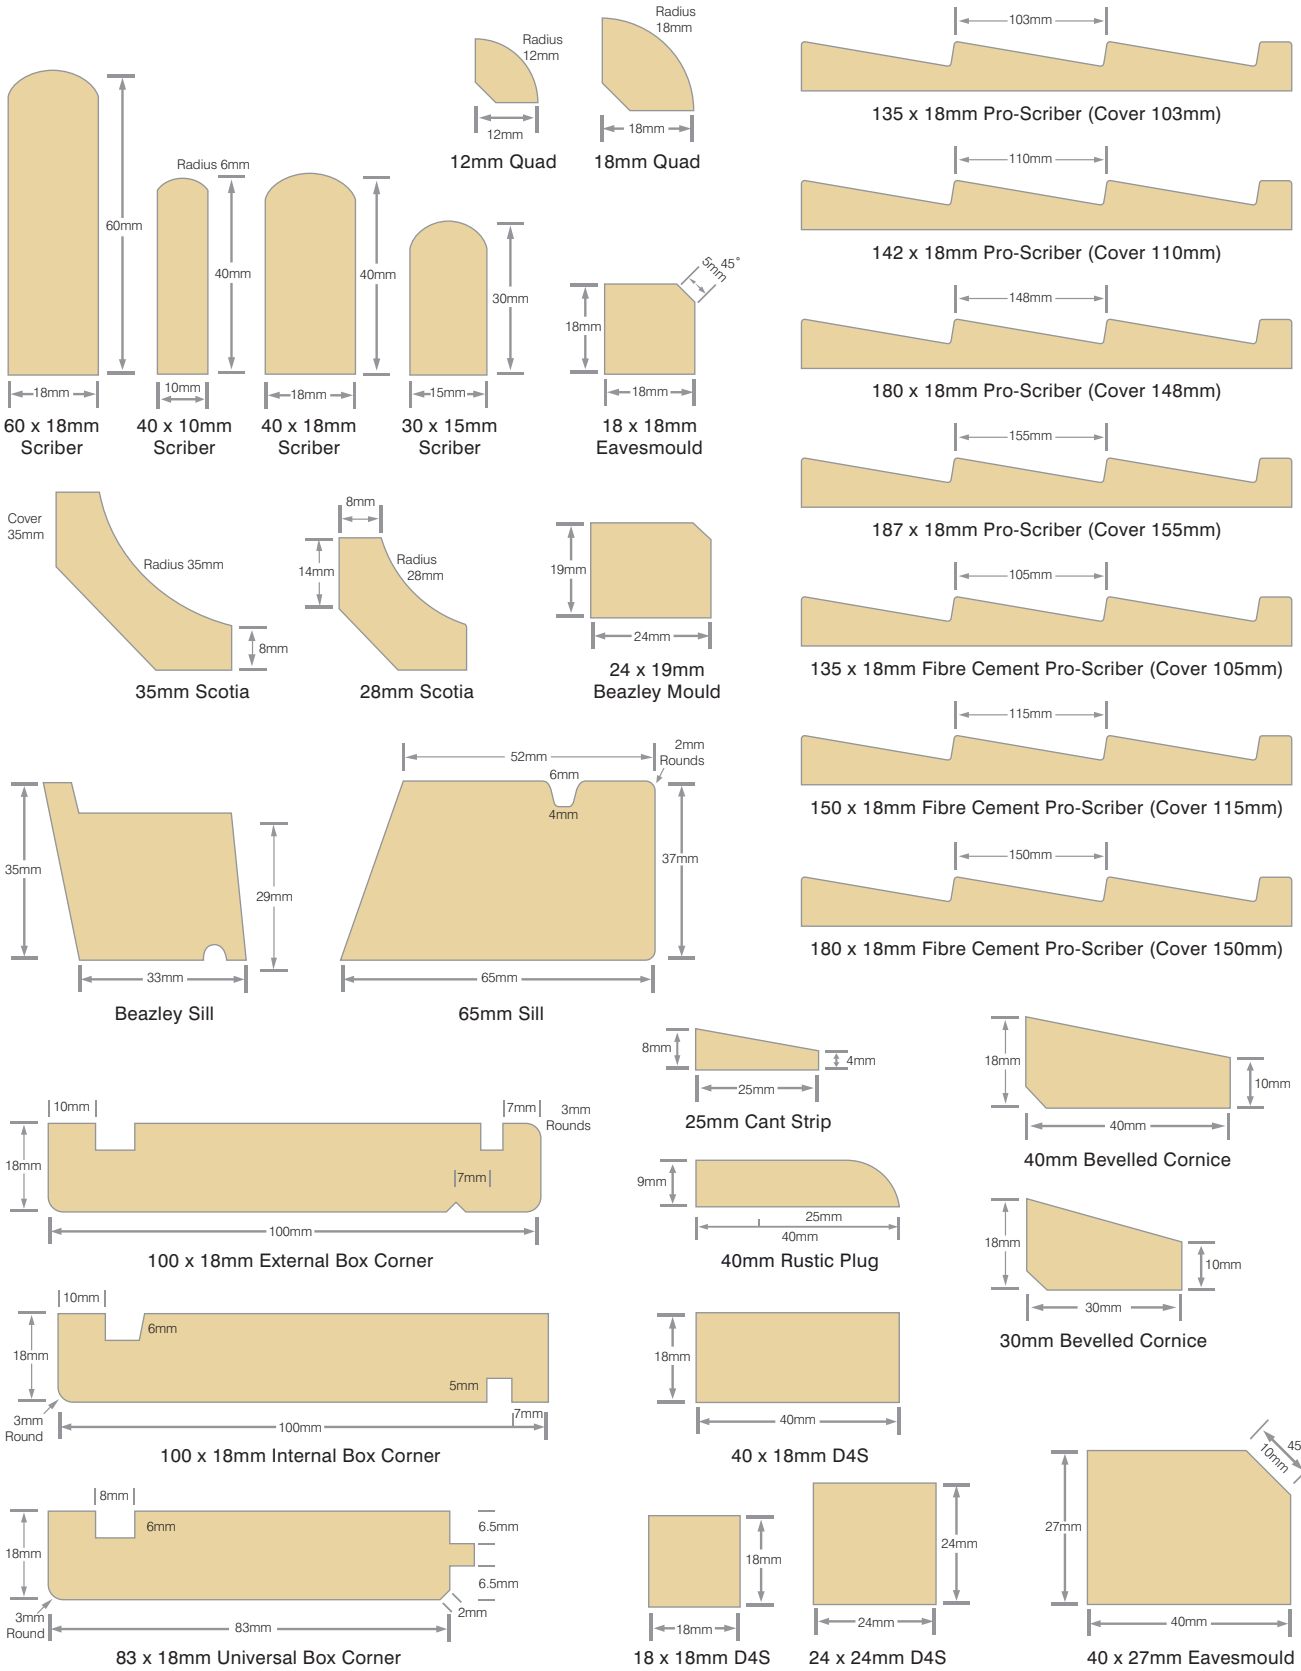 Radius
12mm
12mm
12mm Quad
Radius
18mm
18mm
18mm Quad
60mm
18mm
60 x 18mm
Scriber
Radius 6mm
40mm
10mm
40 x 10mm
Scriber
40mm
18mm
40 x 18mm
Scriber
30mm
15mm
30 x 15mm
Scriber
45°
5mm
18mm
18mm
18 x 18mm
Eavesmould
103mm
135 x 18mm Pro-Scriber (Cover 103mm)
110mm
142 x 18mm Pro-Scriber (Cover 110mm)
148mm
180 x 18mm Pro-Scriber (Cover 148mm)
155mm
187 x 18mm Pro-Scriber (Cover 155mm)
105mm
135 x 18mm Fibre Cement Pro-Scriber (Cover 105mm)
115mm
150 x 18mm Fibre Cement Pro-Scriber (Cover 115mm)
150mm
180 x 18mm Fibre Cement Pro-Scriber (Cover 150mm)
Cover
35mm
Radius 35mm
8mm
35mm Scotia
8mm
14mm
Radius
28mm
28mm Scotia
19mm
24mm
24 x 19mm
Beazley Mould
35mm
29mm
33mm
Beazley Sill
52mm
2mm
Rounds
6mm
4mm
37mm
65mm
65mm Sill
8mm
4mm
25mm
25mm Cant Strip
18mm
10mm
40mm
40mm Bevelled Cornice
10mm
7mm
3mm
Rounds
18mm
7mm
100mm
100 x 18mm External Box Corner
9mm
25mm
40mm
40mm Rustic Plug
18mm
10mm
30mm
30mm Bevelled Cornice
10mm
6mm
18mm
5mm
3mm
Round
7mm
100mm
100 x 18mm Internal Box Corner
18mm
40mm
40 x 18mm D4S
8mm
6mm
18mm
6.5mm
6.5mm
2mm
3mm
Round
83mm
83 x 18mm Universal Box Corner
18mm
18mm
18 x 18mm D4S
24mm
24mm
24 x 24mm D4S
45
10mm
27mm
40mm
40 x 27mm Eavesmould